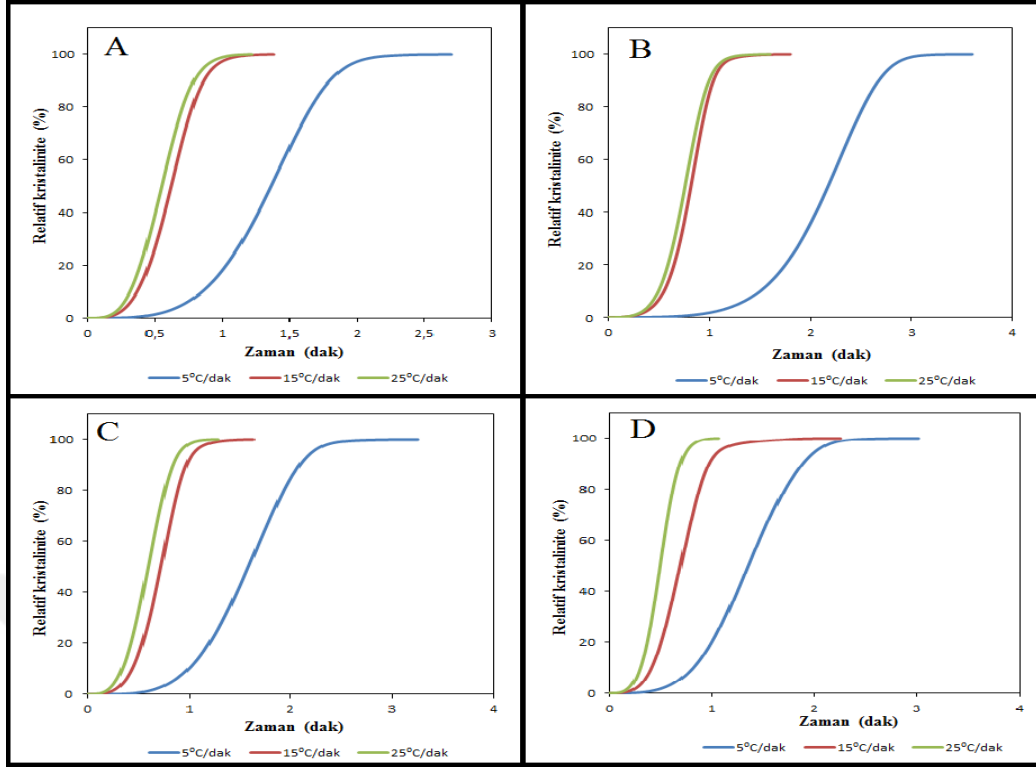 A
Relatif kristalinite (%)
100
80
60
40
20
0
0 0,5 1 1,5 2 2,5 3
Zaman (dak)
5°C/dak 15°C/dak 25°C/dak
B
Relatif kristalinite (%)
100
80
60
40
20
0
0 1 2 3 4
Zaman (dak)
5°C/dak 15°C/dak 25°C/dak
C
Relatif kristalinite (%)
100
80
60
40
20
0
0 1 2 3 4
Zaman (dak)
5°C/dak 15°C/dak 25°C/dak
D
Relatif kristalinite (%)
100
80
60
40
20
0
0 1 2 3 4
Zaman (dak)
5°C/dak 15°C/dak 25°C/dak